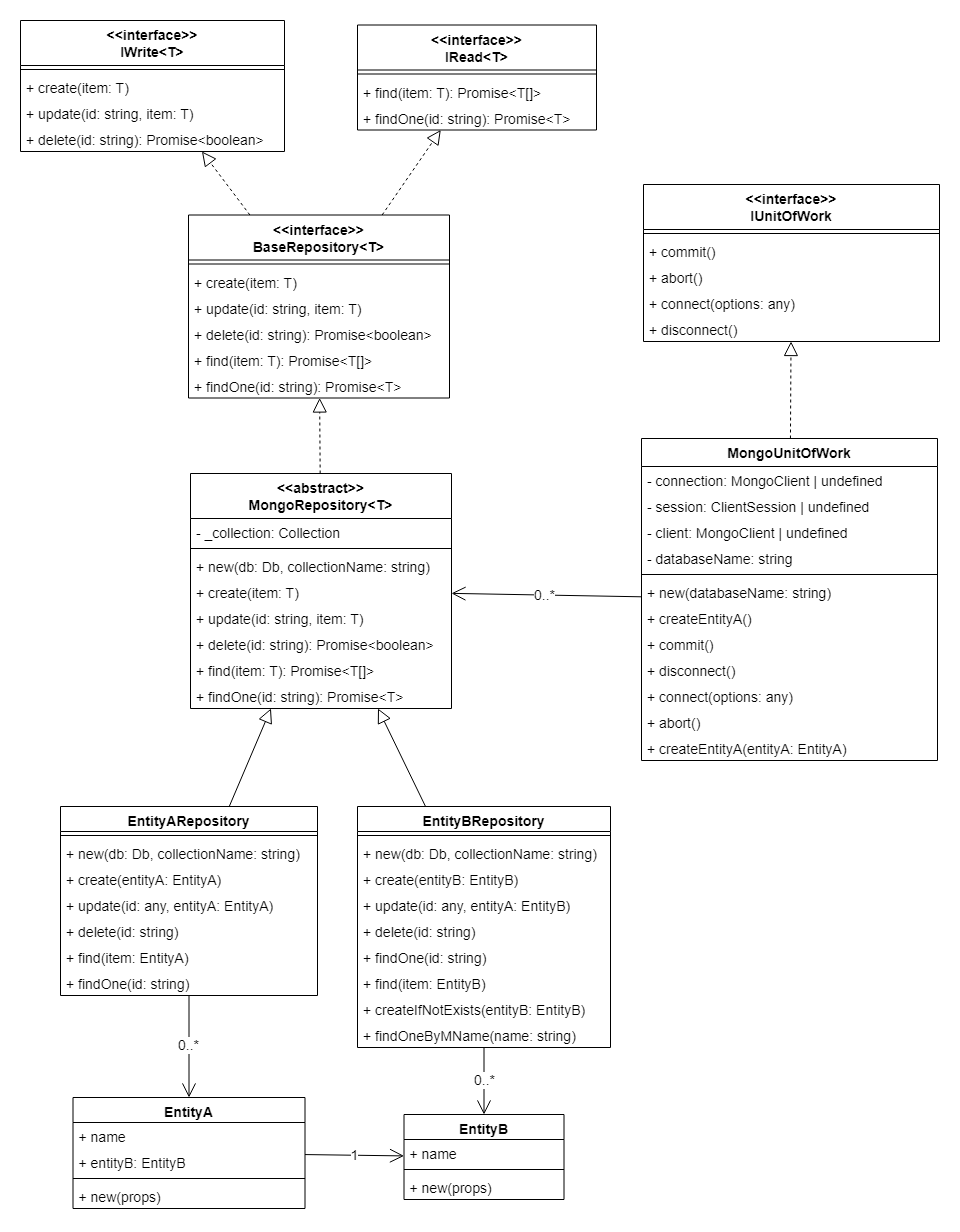 <<interface>>
IWrite<T>
+ create(item: T)
+ update(id: string, item: T)
+ delete(id: string): Promise<boolean>
<<interface>>
IRead<T>
+ find(item: T): Promise<T[]>
+ findOne(id: string): Promise<T>
<<interface>>
BaseRepository<T>
+ create(item: T)
+ update(id: string, item: T)
+ delete(id: string): Promise<boolean>
+ find(item: T): Promise<T[]>
+ findOne(id: string): Promise<T>
<<interface>>
IUnitOfWork
+ commit()
+ abort()
+ connect(options: any)
+ disconnect()
<<abstract>>
MongoRepository<T>
- _collection: Collection
+ new(db: Db, collectionName: string)
+ create(item: T)
+ update(id: string, item: T)
+ delete(id: string): Promise<boolean>
+ find(item: T): Promise<T[]>
+ findOne(id: string): Promise<T>
0..*
MongoUnitOfWork
- connection: MongoClient | undefined
- session: ClientSession | undefined
- client: MongoClient | undefined
- databaseName: string
+ new(databaseName: string)
+ createEntityA()
+ commit()
+ disconnect()
+ connect(options: any)
+ abort()
+ createEntityA(entityA: EntityA)
EntityARepository
+ new(db: Db, collectionName: string)
+ create(entityA: EntityA)
+ update(id: any, entityA: EntityA)
+ delete(id: string)
+ find(item: EntityA)
+ findOne(id: string)
EntityBRepository
+ new(db: Db, collectionName: string)
+ create(entityB: EntityB)
+ update(id: any, entityA: EntityB)
+ delete(id: string)
+ findOne(id: string)
+ find(item: EntityB)
+ createIfNotExists(entityB: EntityB)
+ findOneByMName(name: string)
0..*
0..*
EntityA
+ name
+ entityB: EntityB
+ new(props)
1
EntityB
+ name
+ new(props)